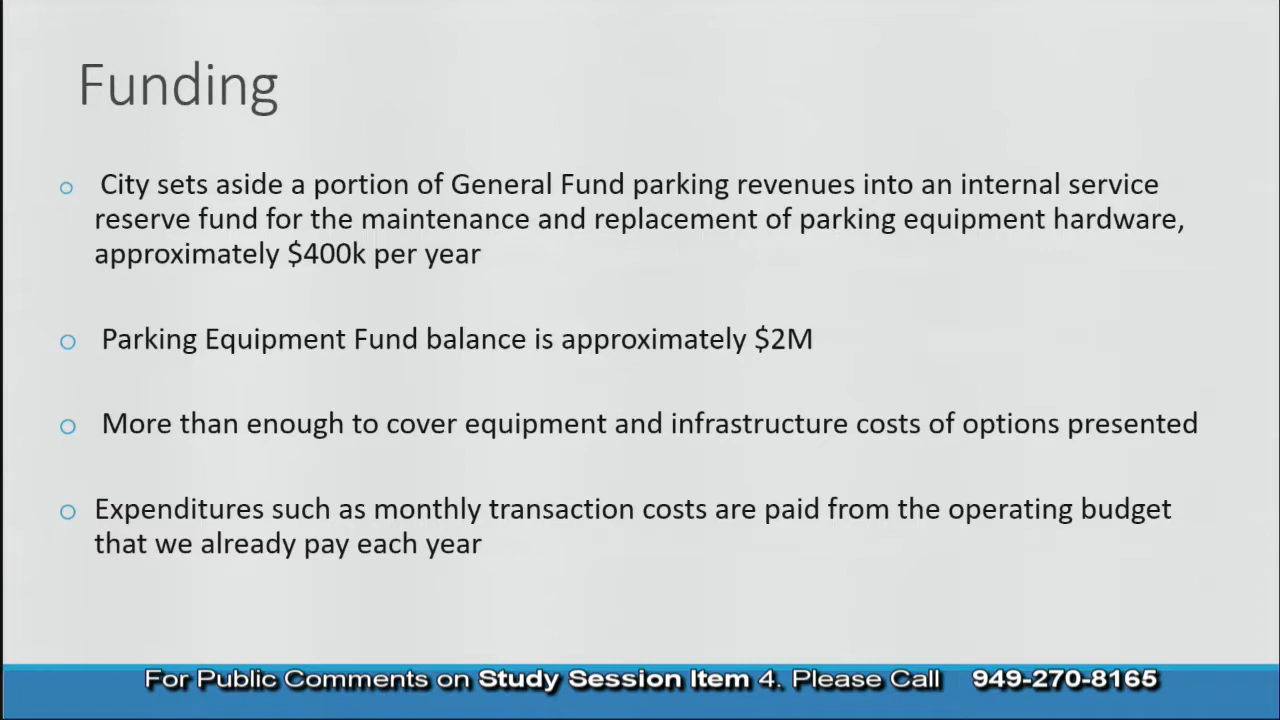 Funding
City sets aside a portion of General Fund parking revenues into an internal service
reserve fund for the maintenance and replacement of parking equipment hardware,
approximately $400k per year
Parking Equipment Fund balance is approximately $2M
More than enough to cover equipment and infrastructure costs of options presented
Expenditures such as monthly transaction costs are paid from the operating budget
that we already pay each year
For Public Comments on Study Session Item 4. Please Call 949-270-8165